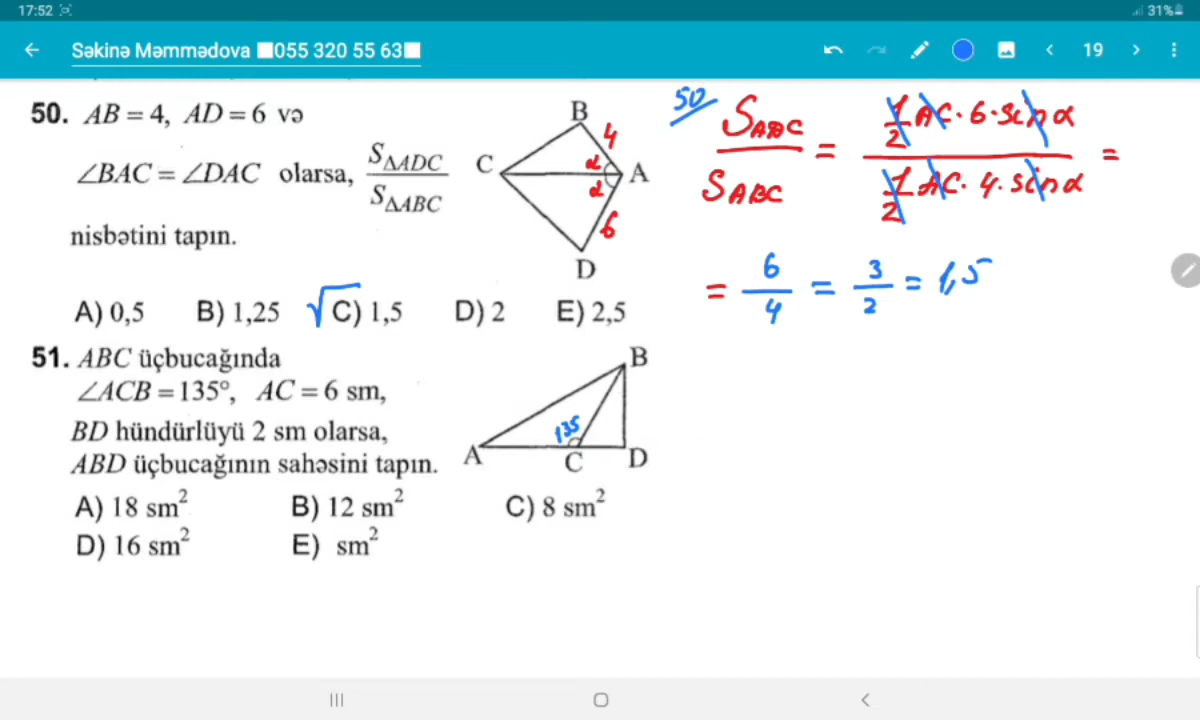 17:52 31%
Səkinə Məmmədova 055 320 55 63 19
50. AB = 4, AD = 6 və
∠BAC = ∠DAC olarsa, S△ADC / S△ABC
nisbətini tapın.
B
4
C α A
α
6
D
A) 0,5 B) 1,25 √C) 1,5 D) 2 E) 2,5
50 S ADC / S ABC = 1/2 AC · 6 · sin α / 1/2 AC · 4 · sin α =
= 6/4 = 3/2 = 1,5
51. ABC üçbucağında
∠ACB = 135°, AC = 6 sm,
BD hündürlüyü 2 sm olarsa,
ABD üçbucağının sahəsini tapın.
B
135
A C D
A) 18 sm² B) 12 sm² C) 8 sm²
D) 16 sm² E) sm²